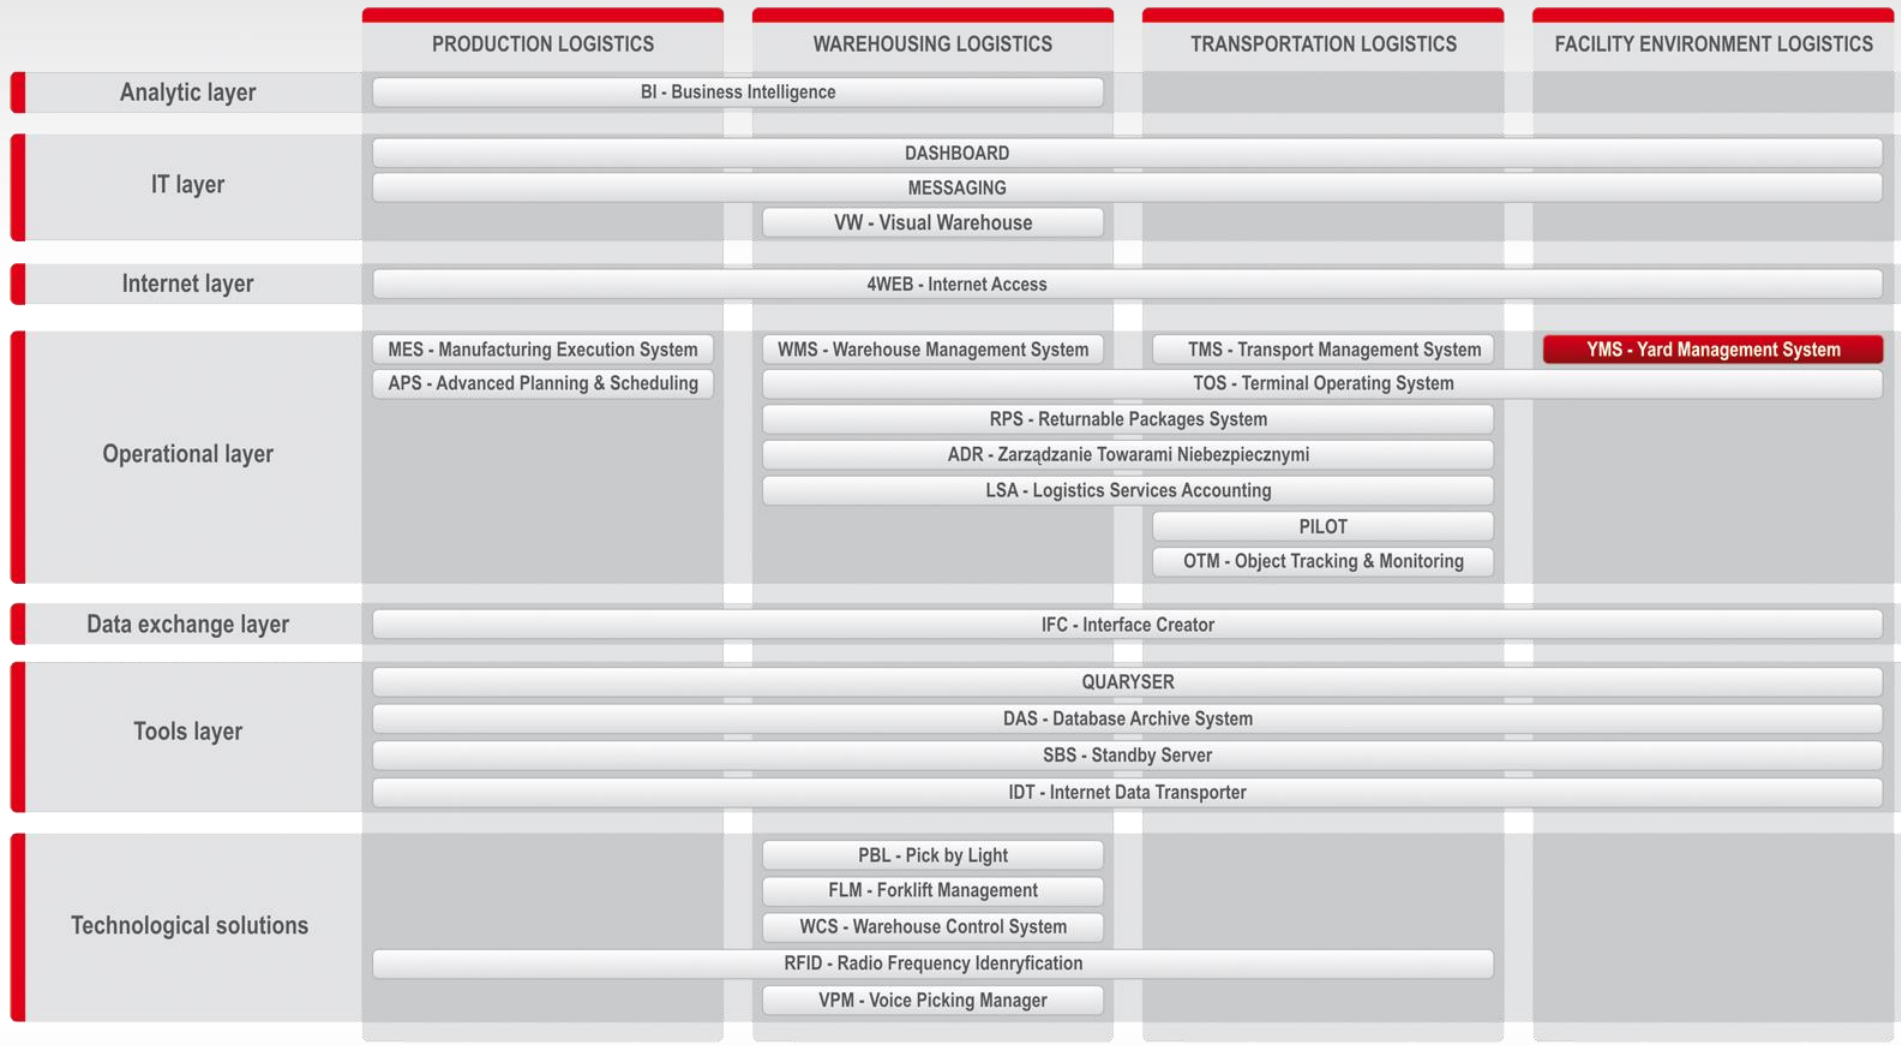 PRODUCTION LOGISTICS
WAREHOUSING LOGISTICS
TRANSPORTATION LOGISTICS
FACILITY ENVIRONMENT LOGISTICS
Analytic layer
BI - Business Intelligence
IT layer
DASHBOARD
MESSAGING
VW - Visual Warehouse
Internet layer
4WEB - Internet Access
Operational layer
MES - Manufacturing Execution System
WMS - Warehouse Management System
TMS - Transport Management System
YMS - Yard Management System
APS - Advanced Planning & Scheduling
TOS - Terminal Operating System
RPS - Returnable Packages System
ADR - Zarządzanie Towarami Niebezpiecznymi
LSA - Logistics Services Accounting
PILOT
OTM - Object Tracking & Monitoring
Data exchange layer
IFC - Interface Creator
Tools layer
QUARYSER
DAS - Database Archive System
SBS - Standby Server
IDT - Internet Data Transporter
Technological solutions
PBL - Pick by Light
FLM - Forklift Management
WCS - Warehouse Control System
RFID - Radio Frequency Idenryfication
VPM - Voice Picking Manager